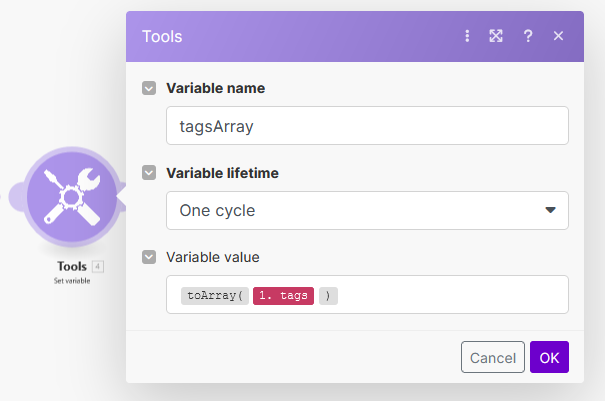 Tools
?
Variable name
tagsArray
Variable lifetime
One cycle
Variable value
toArray( 1. tags )
Tools 4
Set variable
Cancel OK